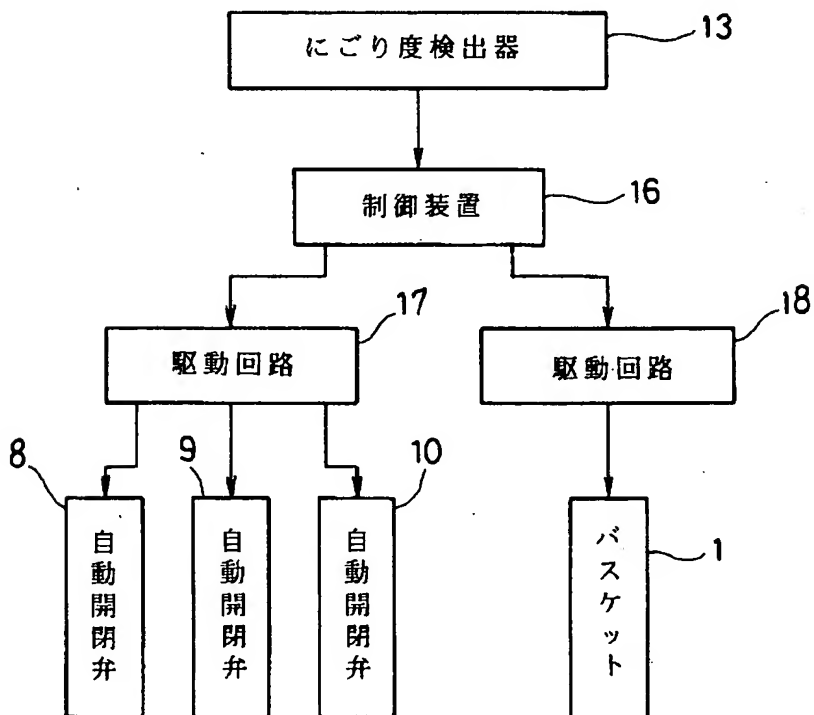 にごり度検出器
13
制御装置
16
17
18
駆動回路
駆動回路
8
9
10
自動開閉弁
自動開閉弁
自動開閉弁
バスケット
1